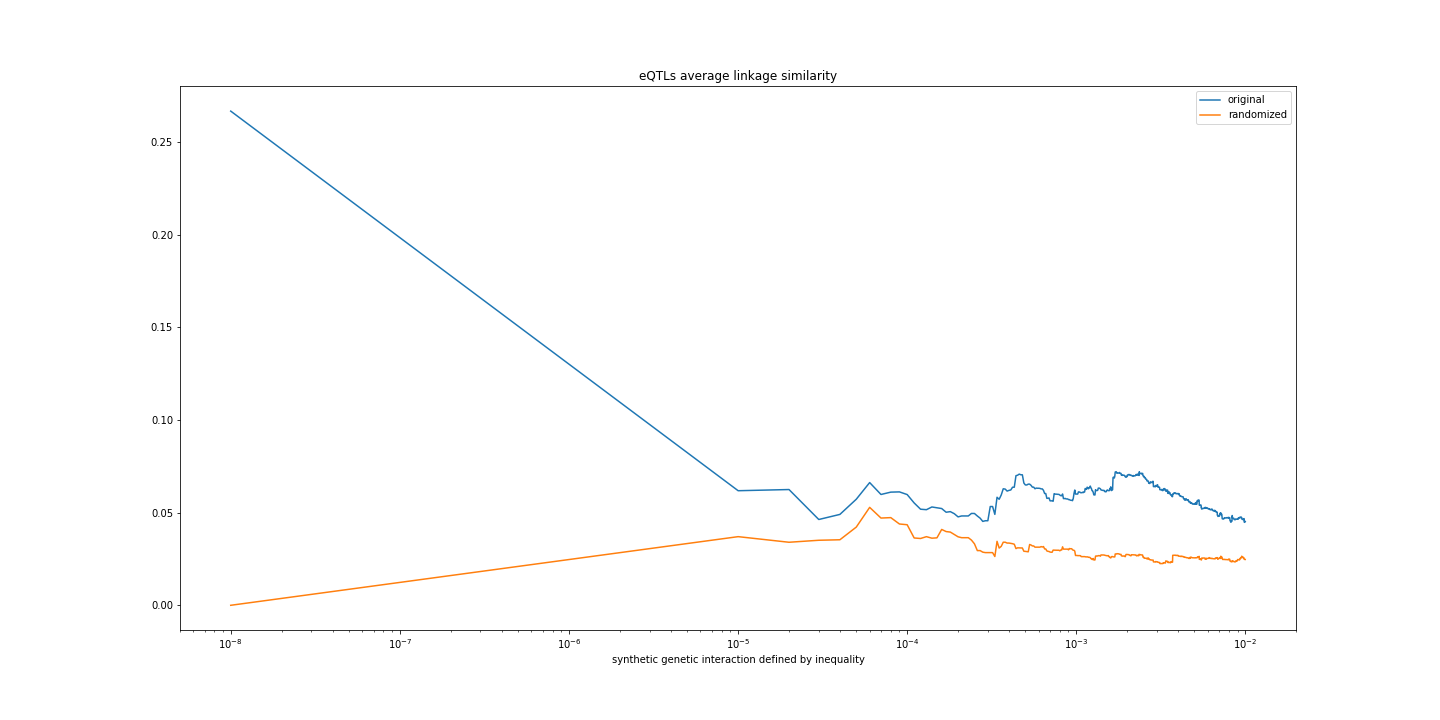 eQTLs average linkage similarity
original
randomized
0.25
0.20
0.15
0.10
0.05
0.00
10⁻⁸ 10⁻⁷ 10⁻⁶ 10⁻⁵ 10⁻⁴ 10⁻³ 10⁻²
synthetic genetic interaction defined by inequality